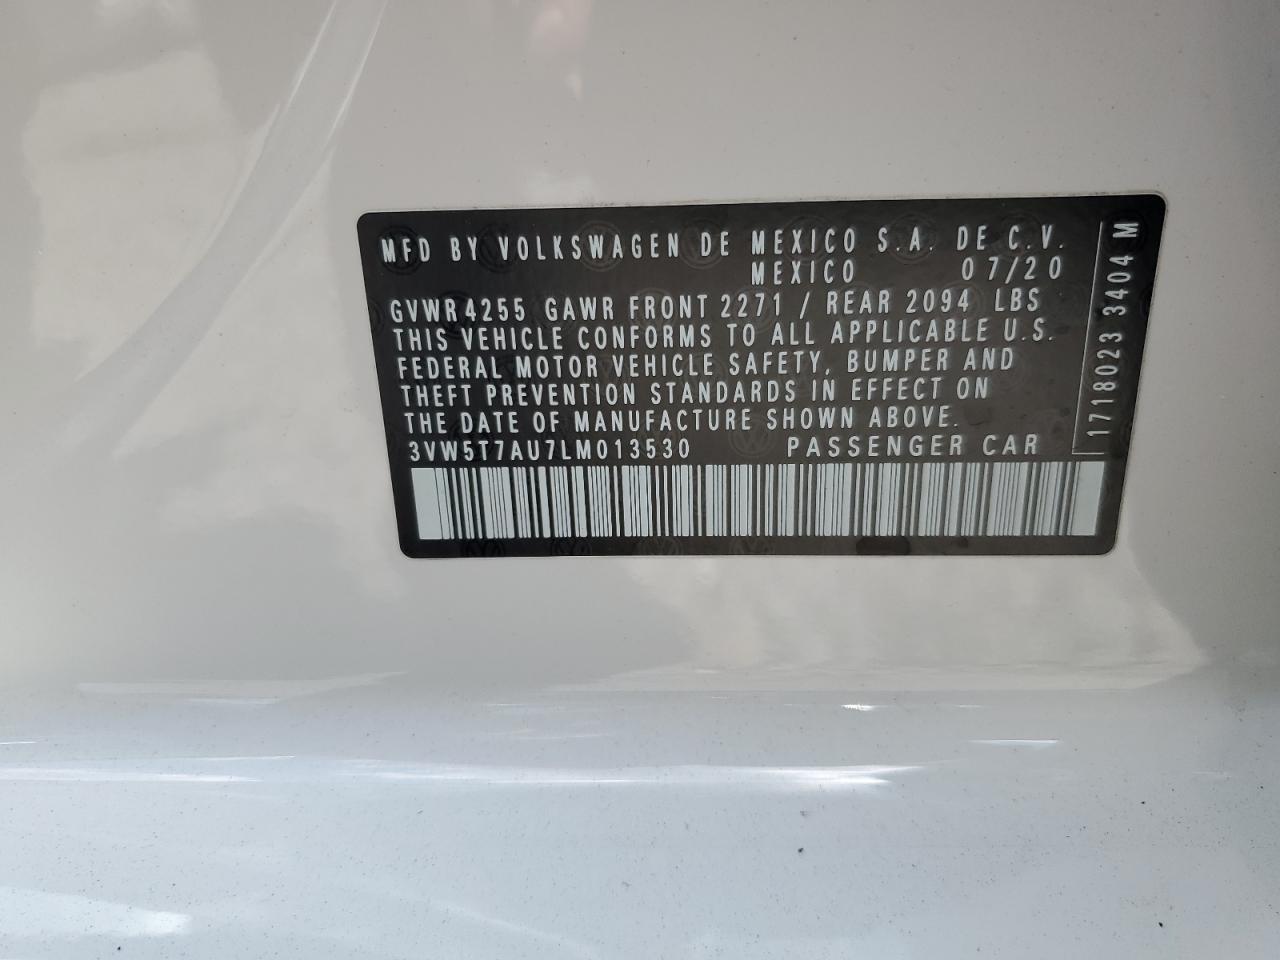 MFD BY VOLKSWAGEN DE MEXICO S.A. DE C.V.
MEXICO 07/20
GVWR 4255 GAWR FRONT 2271 / REAR 2094 LBS
THIS VEHICLE CONFORMS TO ALL APPLICABLE U.S.
FEDERAL MOTOR VEHICLE SAFETY, BUMPER AND
THEFT PREVENTION STANDARDS IN EFFECT ON
THE DATE OF MANUFACTURE SHOWN ABOVE.
3VW5T7AU7LM013530 PASSENGER CAR
1718023 3404 M